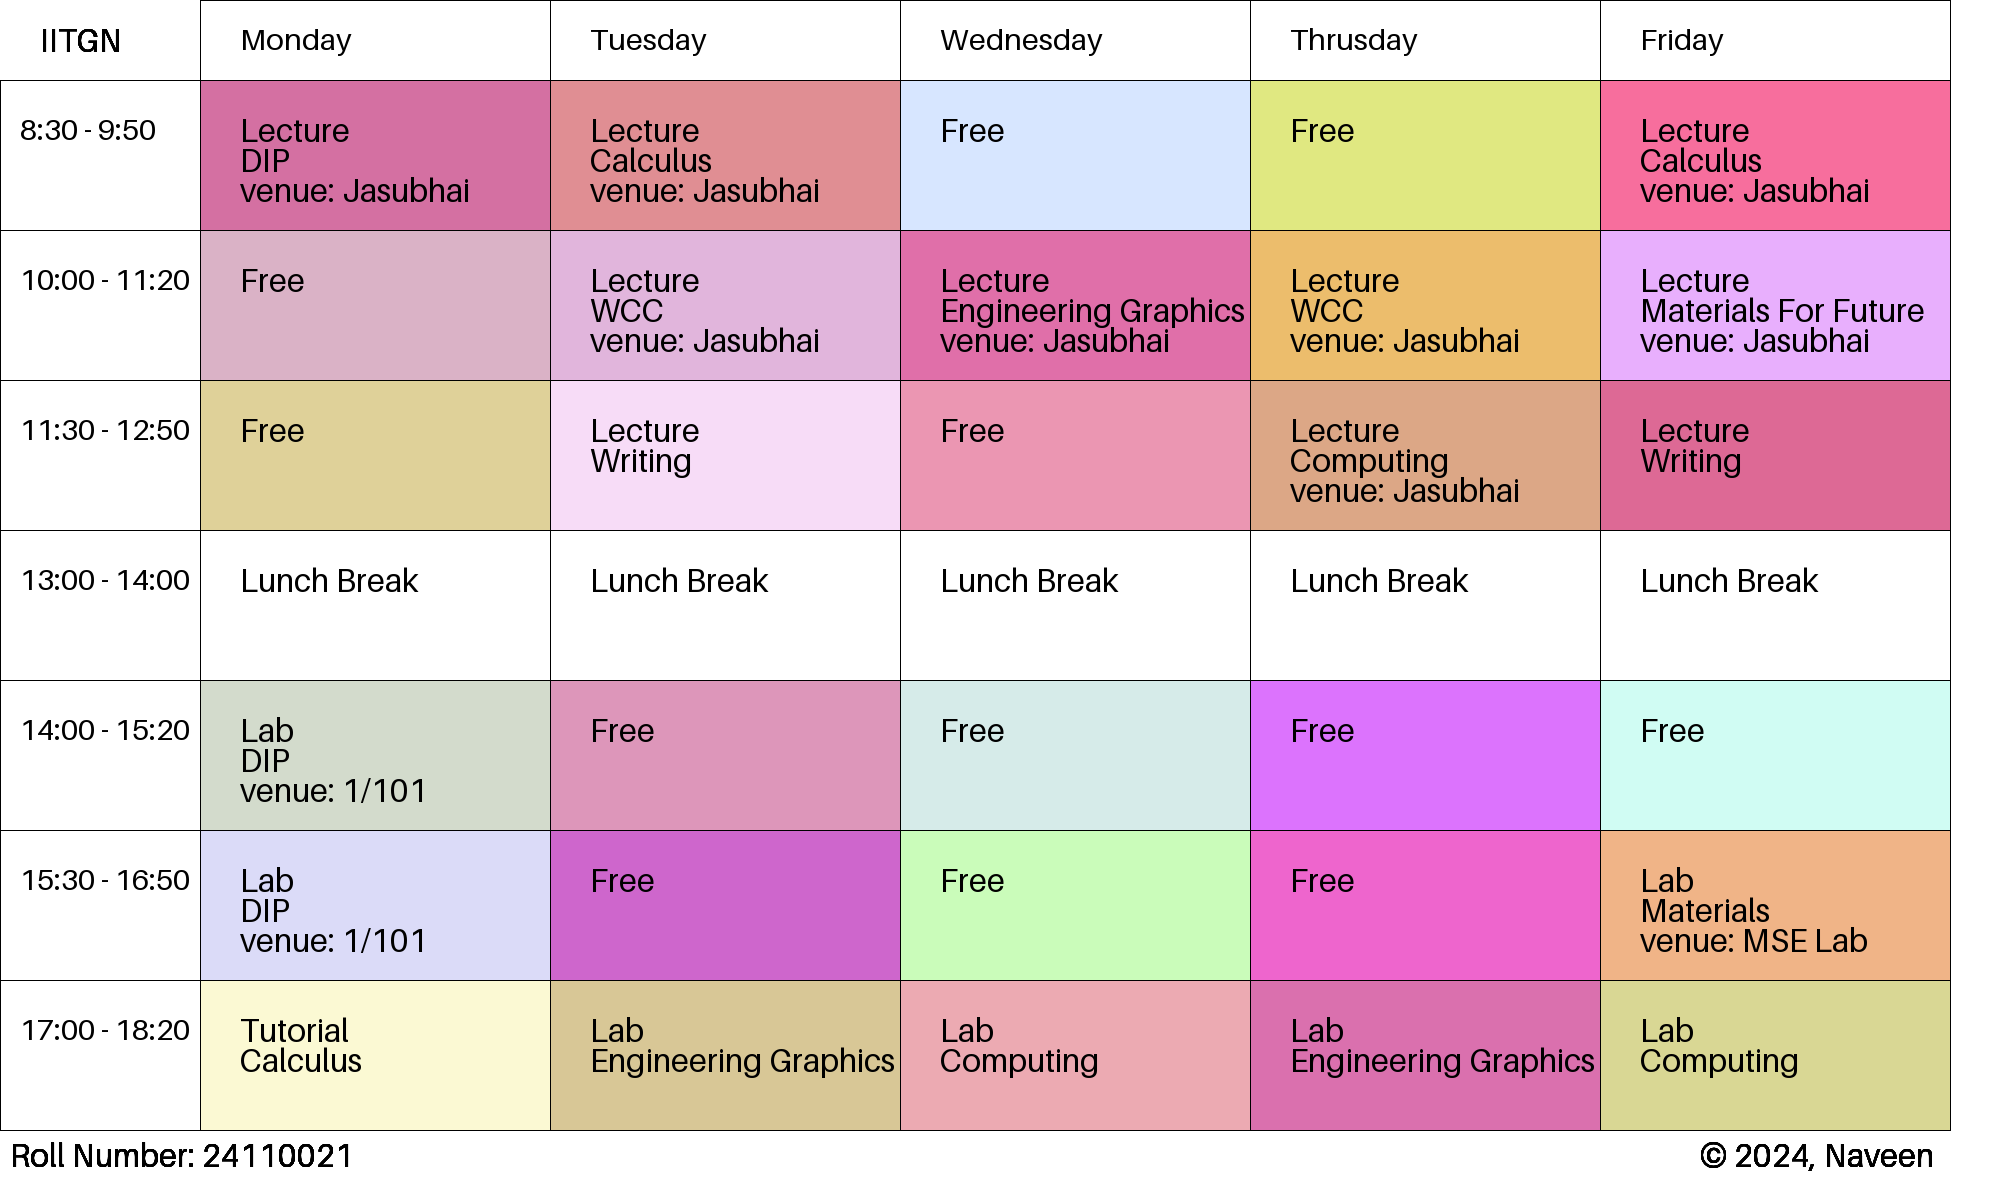 IITGN Monday Tuesday Wednesday Thrusday Friday
8:30 - 9:50
Lecture
DIP
venue: Jasubhai
Lecture
Calculus
venue: Jasubhai
Free
Free
Lecture
Calculus
venue: Jasubhai
10:00 - 11:20
Free
Lecture
WCC
venue: Jasubhai
Lecture
Engineering Graphics
venue: Jasubhai
Lecture
WCC
venue: Jasubhai
Lecture
Materials For Future
venue: Jasubhai
11:30 - 12:50
Free
Lecture
Writing
Free
Lecture
Computing
venue: Jasubhai
Lecture
Writing
13:00 - 14:00
Lunch Break
Lunch Break
Lunch Break
Lunch Break
Lunch Break
14:00 - 15:20
Lab
DIP
venue: 1/101
Free
Free
Free
Free
15:30 - 16:50
Lab
DIP
venue: 1/101
Free
Free
Free
Lab
Materials
venue: MSE Lab
17:00 - 18:20
Tutorial
Calculus
Lab
Engineering Graphics
Lab
Computing
Lab
Engineering Graphics
Lab
Computing
Roll Number: 24110021
© 2024, Naveen